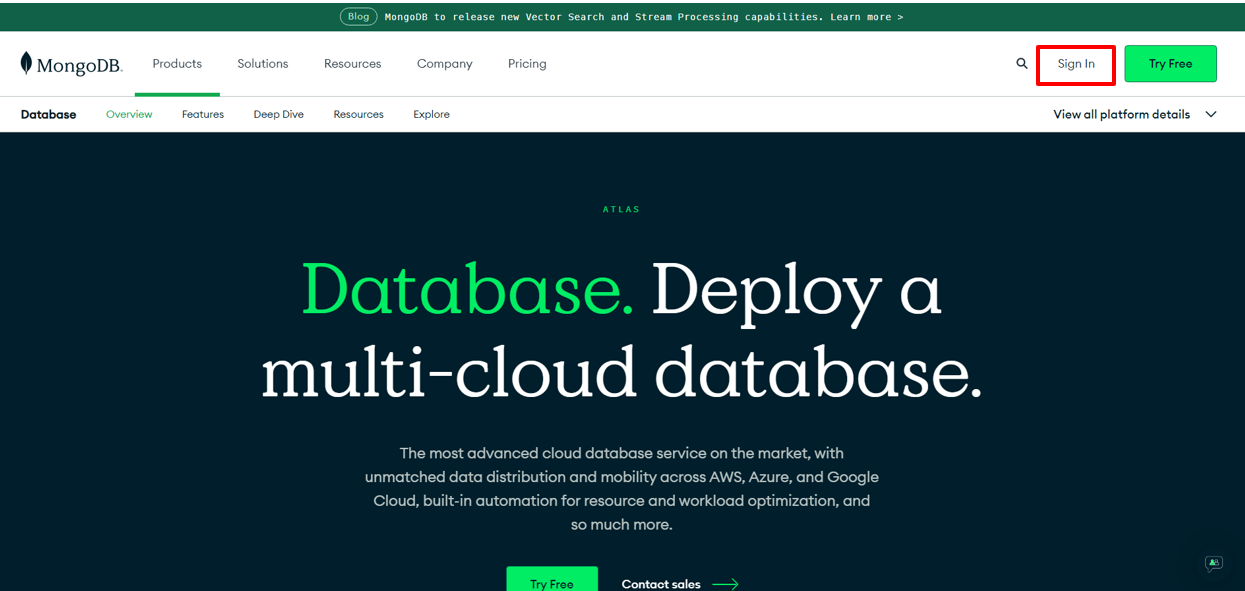 Blog MongoDB to release new Vector Search and Stream Processing capabilities. Learn more >
MongoDB. Products Solutions Resources Company Pricing Sign In Try Free
Database Overview Features Deep Dive Resources Explore View all platform details
ATLAS
Database. Deploy a
multi-cloud database.
The most advanced cloud database service on the market, with
unmatched data distribution and mobility across AWS, Azure, and Google
Cloud, built-in automation for resource and workload optimization, and
so much more.
Try Free Contact sales